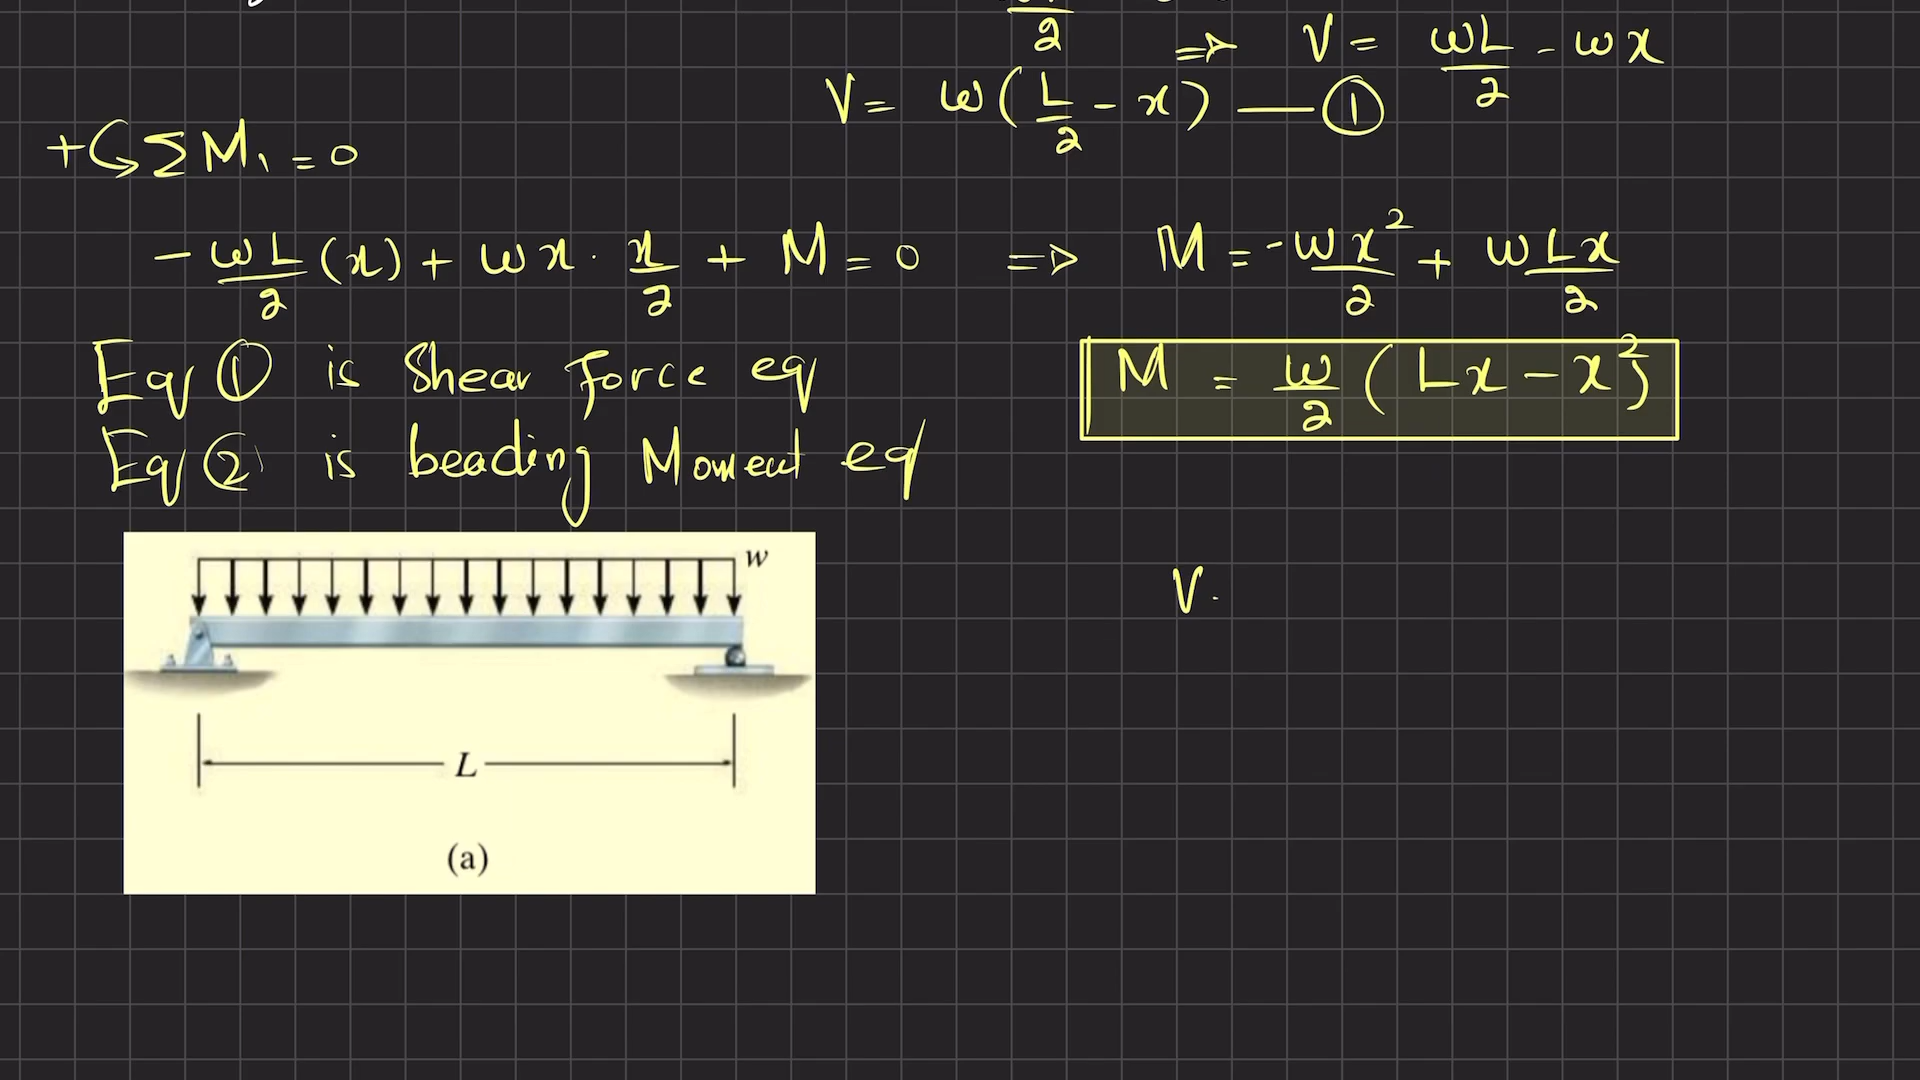 2 => V = wL/2 - wx
V = w(L/2 - x) — ①
+↺ ΣM₁ = 0
- wL/2 (x) + wx · x/2 + M = 0 => M = -wx²/2 + wLx/2
Eq ① is Shear Force eq
M = w/2 (Lx - x²)
Eq ② is beading Moment eq
w
V
L
(a)